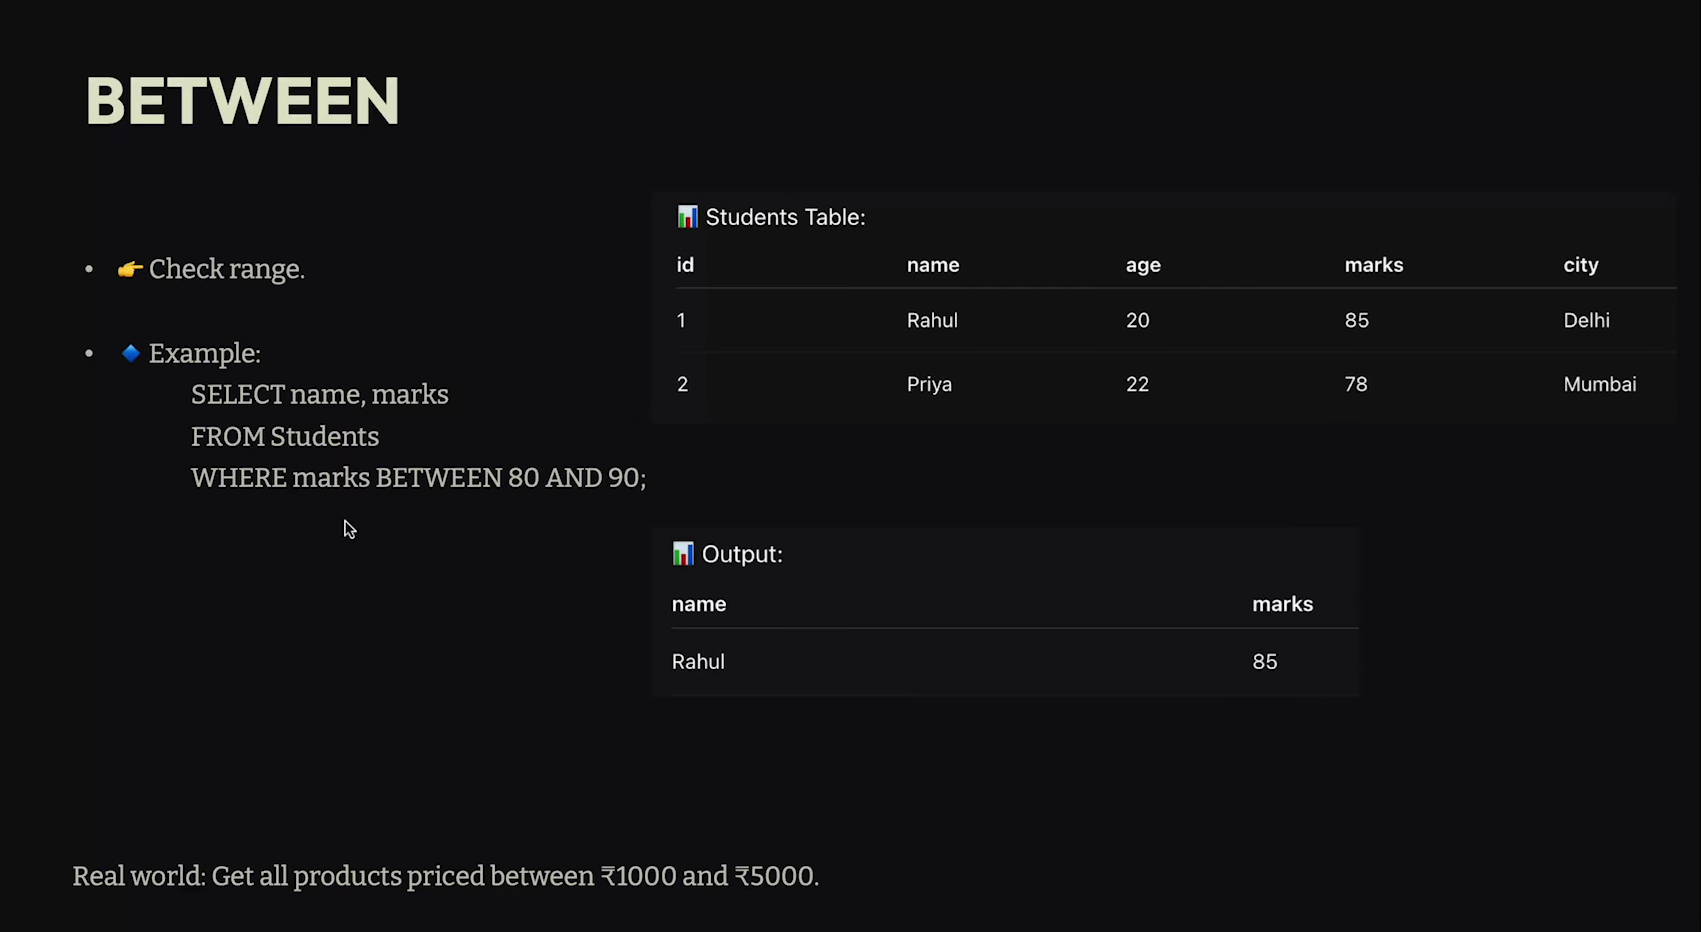 BETWEEN
• 👉 Check range.
• 🔹 Example:
SELECT name, marks
FROM Students
WHERE marks BETWEEN 80 AND 90;
📊 Students Table:
id name age marks city
1 Rahul 20 85 Delhi
2 Priya 22 78 Mumbai
📊 Output:
name marks
Rahul 85
Real world: Get all products priced between ₹1000 and ₹5000.